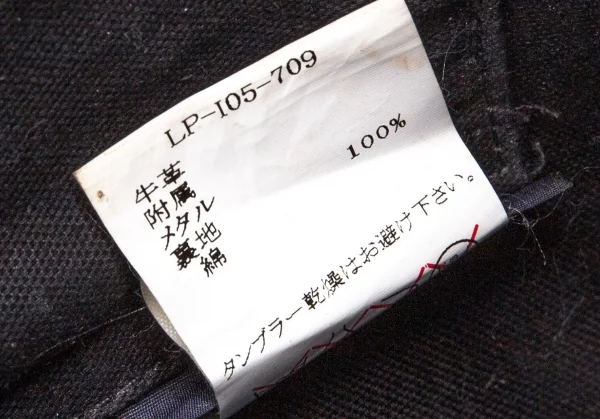 LP-I05-709
牛革
附属
メタル
裏地
綿 100%
タンブラー乾燥はお避け下さい。